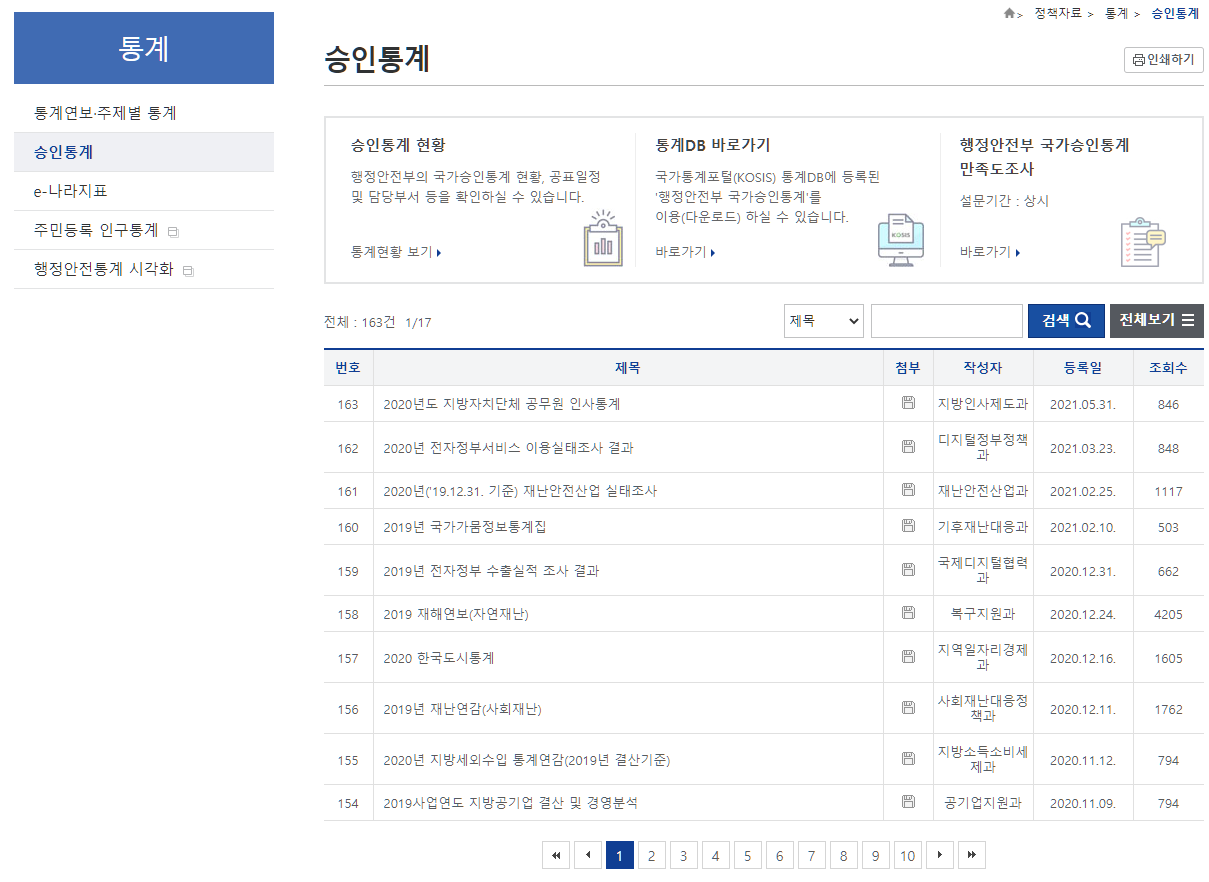 정책자료 > 통계 > 승인통계
통계
통계연보·주제별 통계
승인통계
e-나라지표
주민등록 인구통계
행정안전통계 시각화
승인통계
인쇄하기
승인통계 현황
행정안전부의 국가승인통계 현황, 공표일정
및 담당부서 등을 확인하실 수 있습니다.
통계현황 보기
통계DB 바로가기
국가통계포털(KOSIS) 통계DB에 등록된
'행정안전부 국가승인통계'를
이용(다운로드) 하실 수 있습니다.
바로가기
KOSIS
행정안전부 국가승인통계
만족도조사
설문기간 : 상시
바로가기
전체 : 163건 1/17
제목 검색 전체보기
번호 제목 첨부 작성자 등록일 조회수
163 2020년도 지방자치단체 공무원 인사통계 지방인사제도과 2021.05.31. 846
162 2020년 전자정부서비스 이용실태조사 결과 디지털정부정책
과 2021.03.23. 848
161 2020년('19.12.31. 기준) 재난안전산업 실태조사 재난안전산업과 2021.02.25. 1117
160 2019년 국가가뭄정보통계집 기후재난대응과 2021.02.10. 503
159 2019년 전자정부 수출실적 조사 결과 국제디지털협력
과 2020.12.31. 662
158 2019 재해연보(자연재난) 복구지원과 2020.12.24. 4205
157 2020 한국도시통계 지역일자리경제
과 2020.12.16. 1605
156 2019년 재난연감(사회재난) 사회재난대응정
책과 2020.12.11. 1762
155 2020년 지방세외수입 통계연감(2019년 결산기준) 지방소득소비세
제과 2020.11.12. 794
154 2019사업연도 지방공기업 결산 및 경영분석 공기업지원과 2020.11.09. 794
1 2 3 4 5 6 7 8 9 10